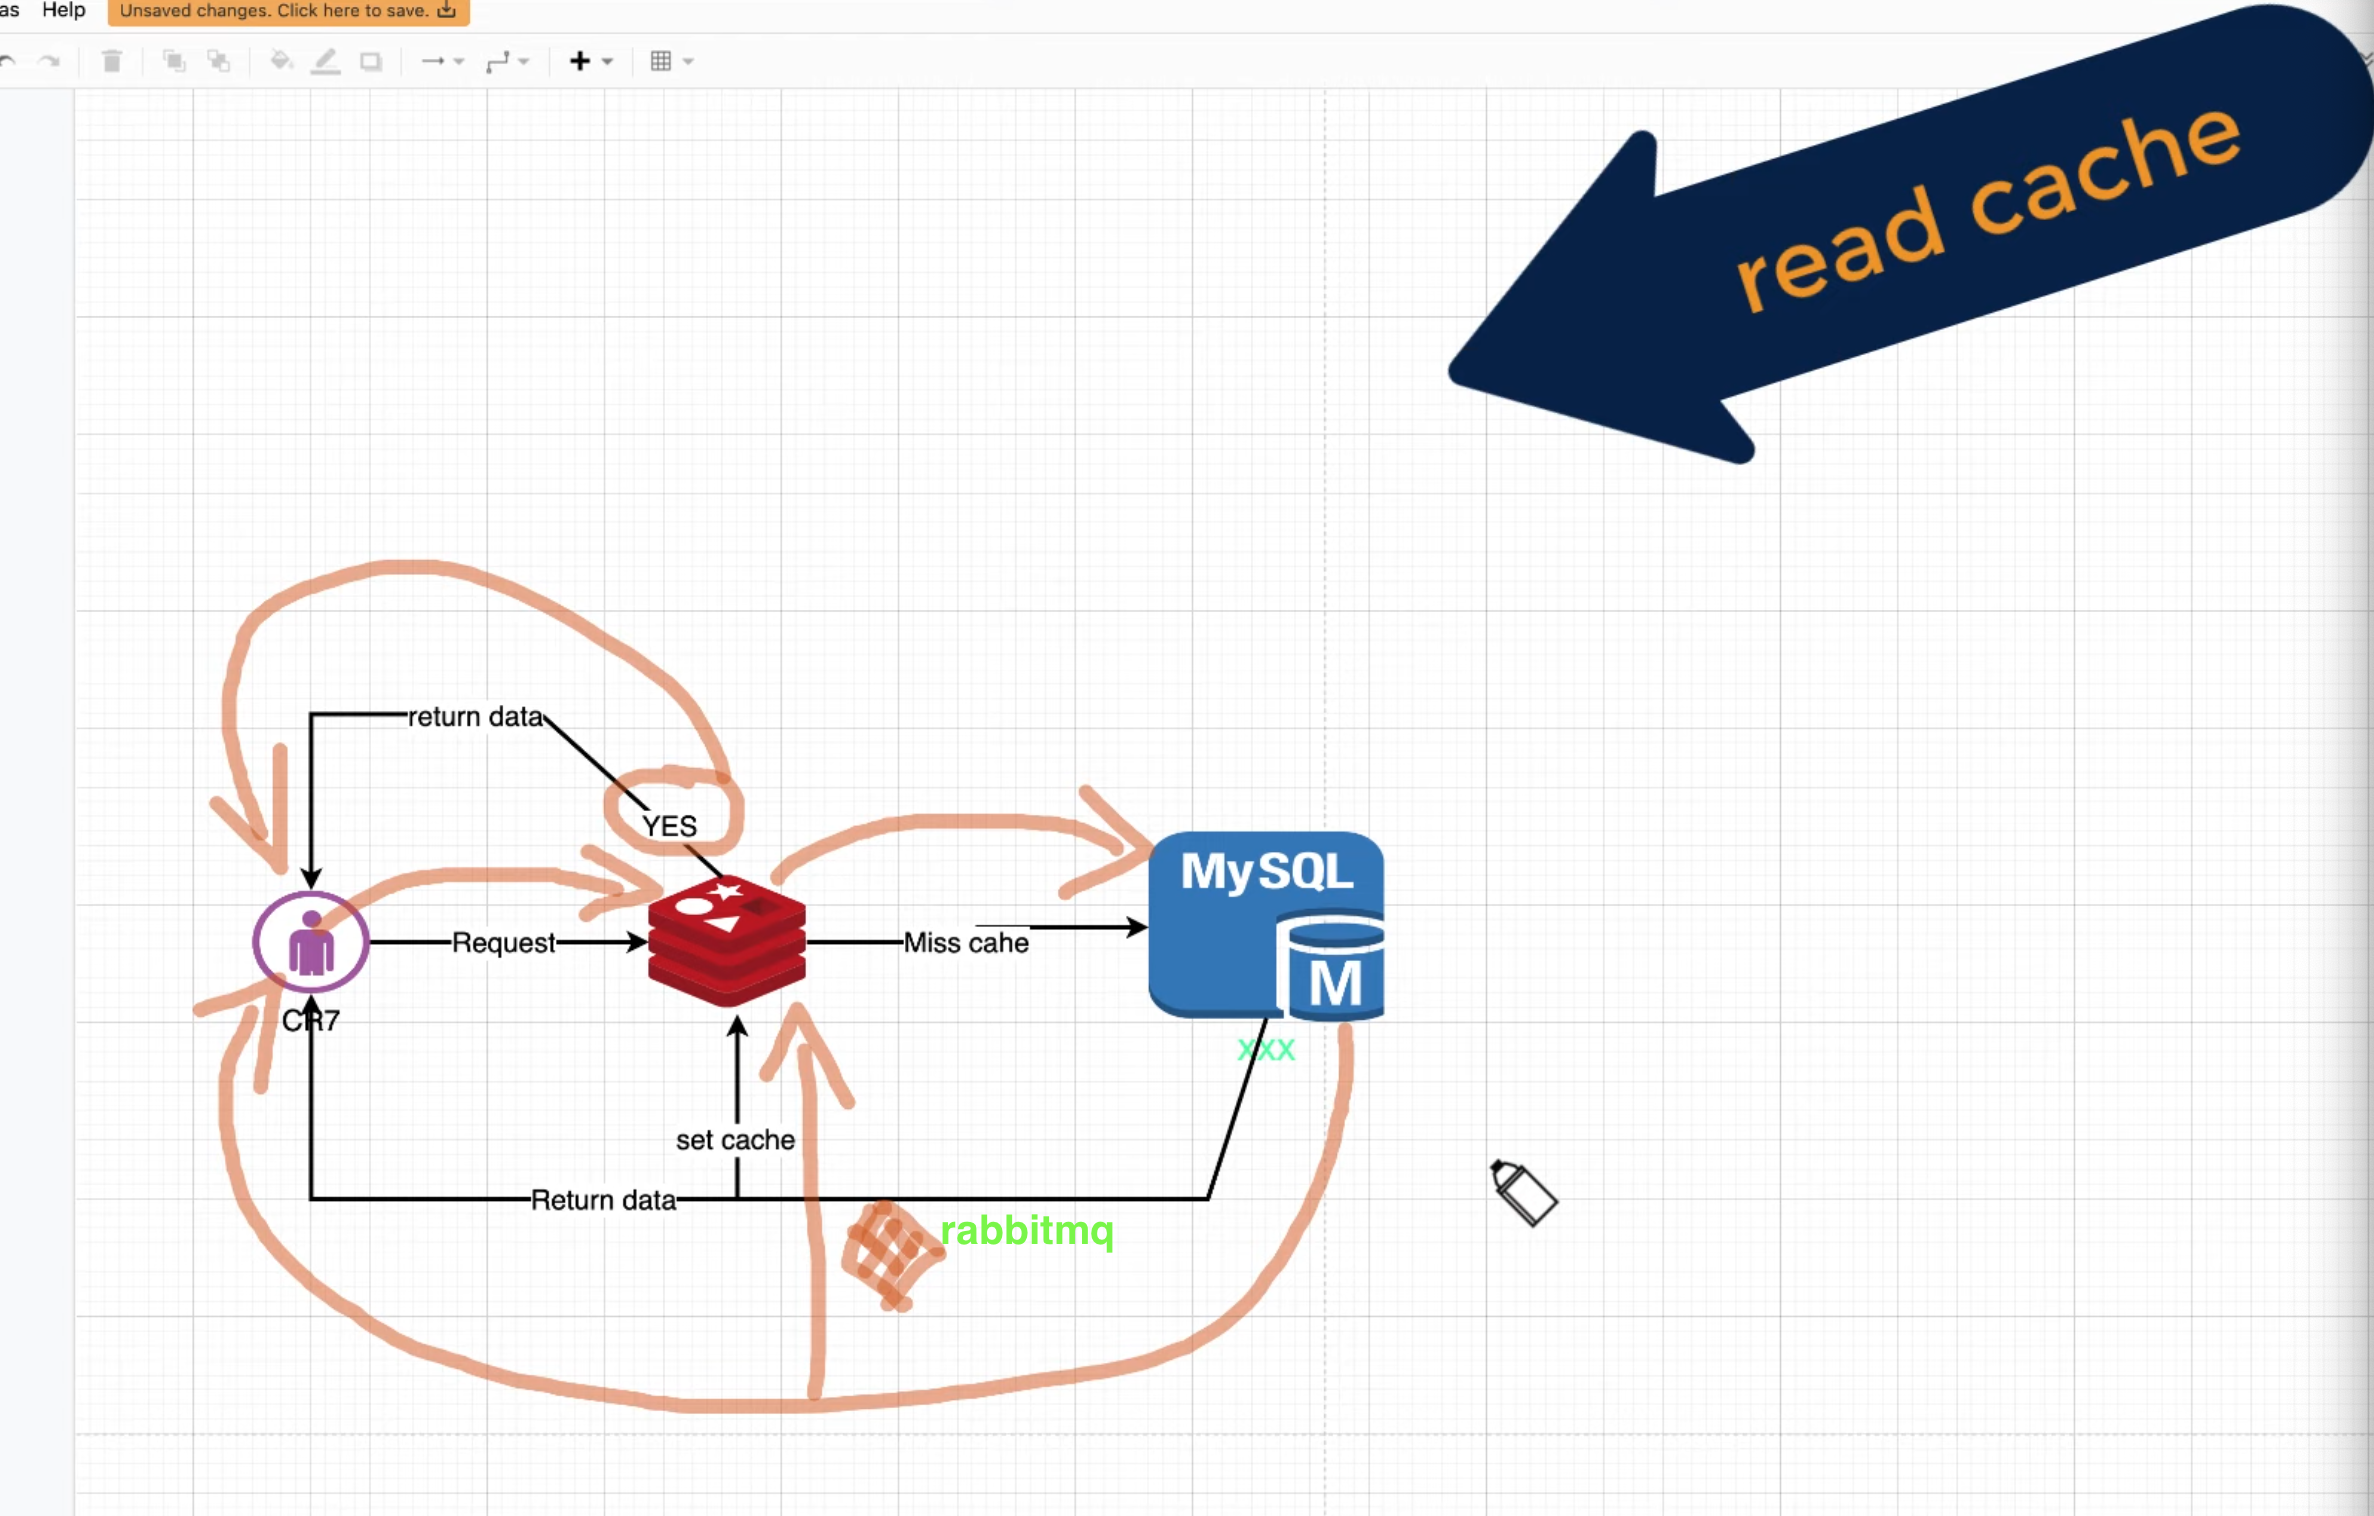 as Help Unsaved changes. Click here to save.
read cache
return data
YES
MySQL
Request
Miss cahe
M
CR7
xxx
set cache
Return data
rabbitmq